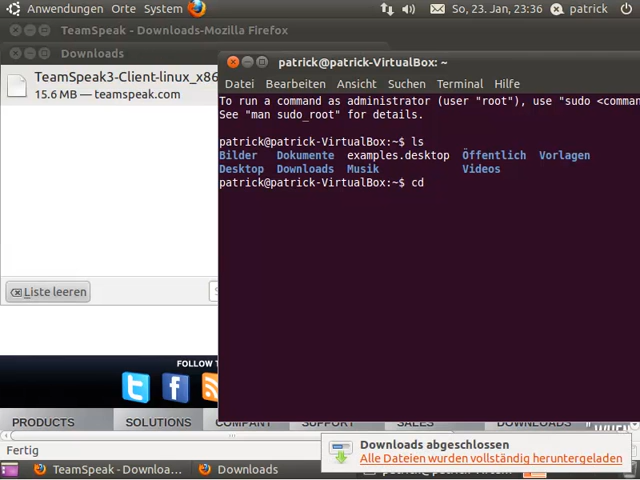 Anwendungen Orte System So, 23. Jan, 23:36 patrick
TeamSpeak - Downloads-Mozilla Firefox
Downloads
patrick@patrick-VirtualBox: ~
TeamSpeak3-Client-linux_x86
15.6 MB — teamspeak.com
Datei Bearbeiten Ansicht Suchen Terminal Hilfe
To run a command as administrator (user "root"), use "sudo <comman
See "man sudo_root" for details.
patrick@patrick-VirtualBox:~$ ls
Bilder Dokumente examples.desktop Öffentlich Vorlagen
Desktop Downloads Musik Videos
patrick@patrick-VirtualBox:~$ cd
Liste leeren
FOLLOW T
PRODUCTS SOLUTIONS COMPANY SUPPORT SALES DOWNLOADS
Fertig
Downloads abgeschlossen
Alle Dateien wurden vollständig heruntergeladen
TeamSpeak - Downloa... Downloads